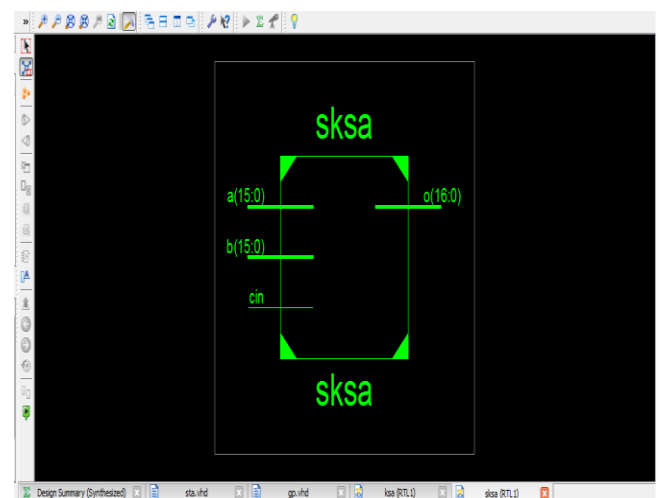 »
sksa
a(15:0)
o(16:0)
b(15:0)
cin
sksa
Design Summary (Synthesized)
sta.vhd
gp.vhd
ksa (RTL1)
sksa (RTL1)